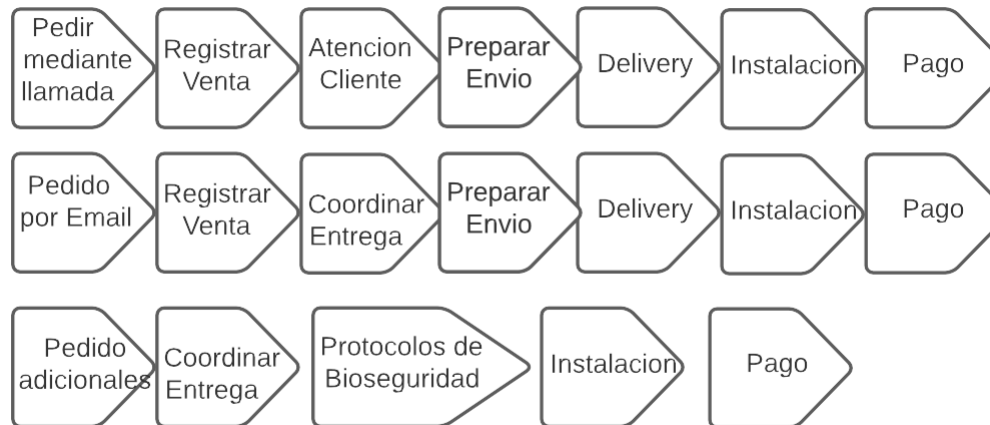 Pedir
mediante
llamada
Registrar
Venta
Atencion
Cliente
Preparar
Envio
Delivery
Instalacion
Pago
Pedido
por Email
Registrar
Venta
Coordinar
Entrega
Preparar
Envio
Delivery
Instalacion
Pago
Pedido
adicionales
Coordinar
Entrega
Protocolos de
Bioseguridad
Instalacion
Pago